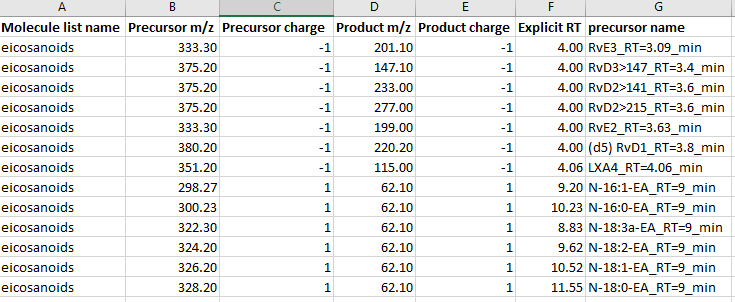 A B C D E F G
Molecule list name Precursor m/z Precursor charge Product m/z Product charge Explicit RT precursor name
eicosanoids 333.30 -1 201.10 -1 4.00 RvE3_RT=3.09_min
eicosanoids 375.20 -1 147.10 -1 4.00 RvD3>147_RT=3.4_min
eicosanoids 375.20 -1 233.00 -1 4.00 RvD2>141_RT=3.6_min
eicosanoids 375.20 -1 277.00 -1 4.00 RvD2>215_RT=3.6_min
eicosanoids 333.30 -1 199.00 -1 4.00 RvE2_RT=3.63_min
eicosanoids 380.20 -1 220.20 -1 4.00 (d5) RvD1_RT=3.8_min
eicosanoids 351.20 -1 115.00 -1 4.06 LXA4_RT=4.06_min
eicosanoids 298.27 1 62.10 1 9.20 N-16:1-EA_RT=9_min
eicosanoids 300.23 1 62.10 1 10.23 N-16:0-EA_RT=9_min
eicosanoids 322.30 1 62.10 1 8.83 N-18:3a-EA_RT=9_min
eicosanoids 324.20 1 62.10 1 9.62 N-18:2-EA_RT=9_min
eicosanoids 326.20 1 62.10 1 10.52 N-18:1-EA_RT=9_min
eicosanoids 328.20 1 62.10 1 11.55 N-18:0-EA_RT=9_min